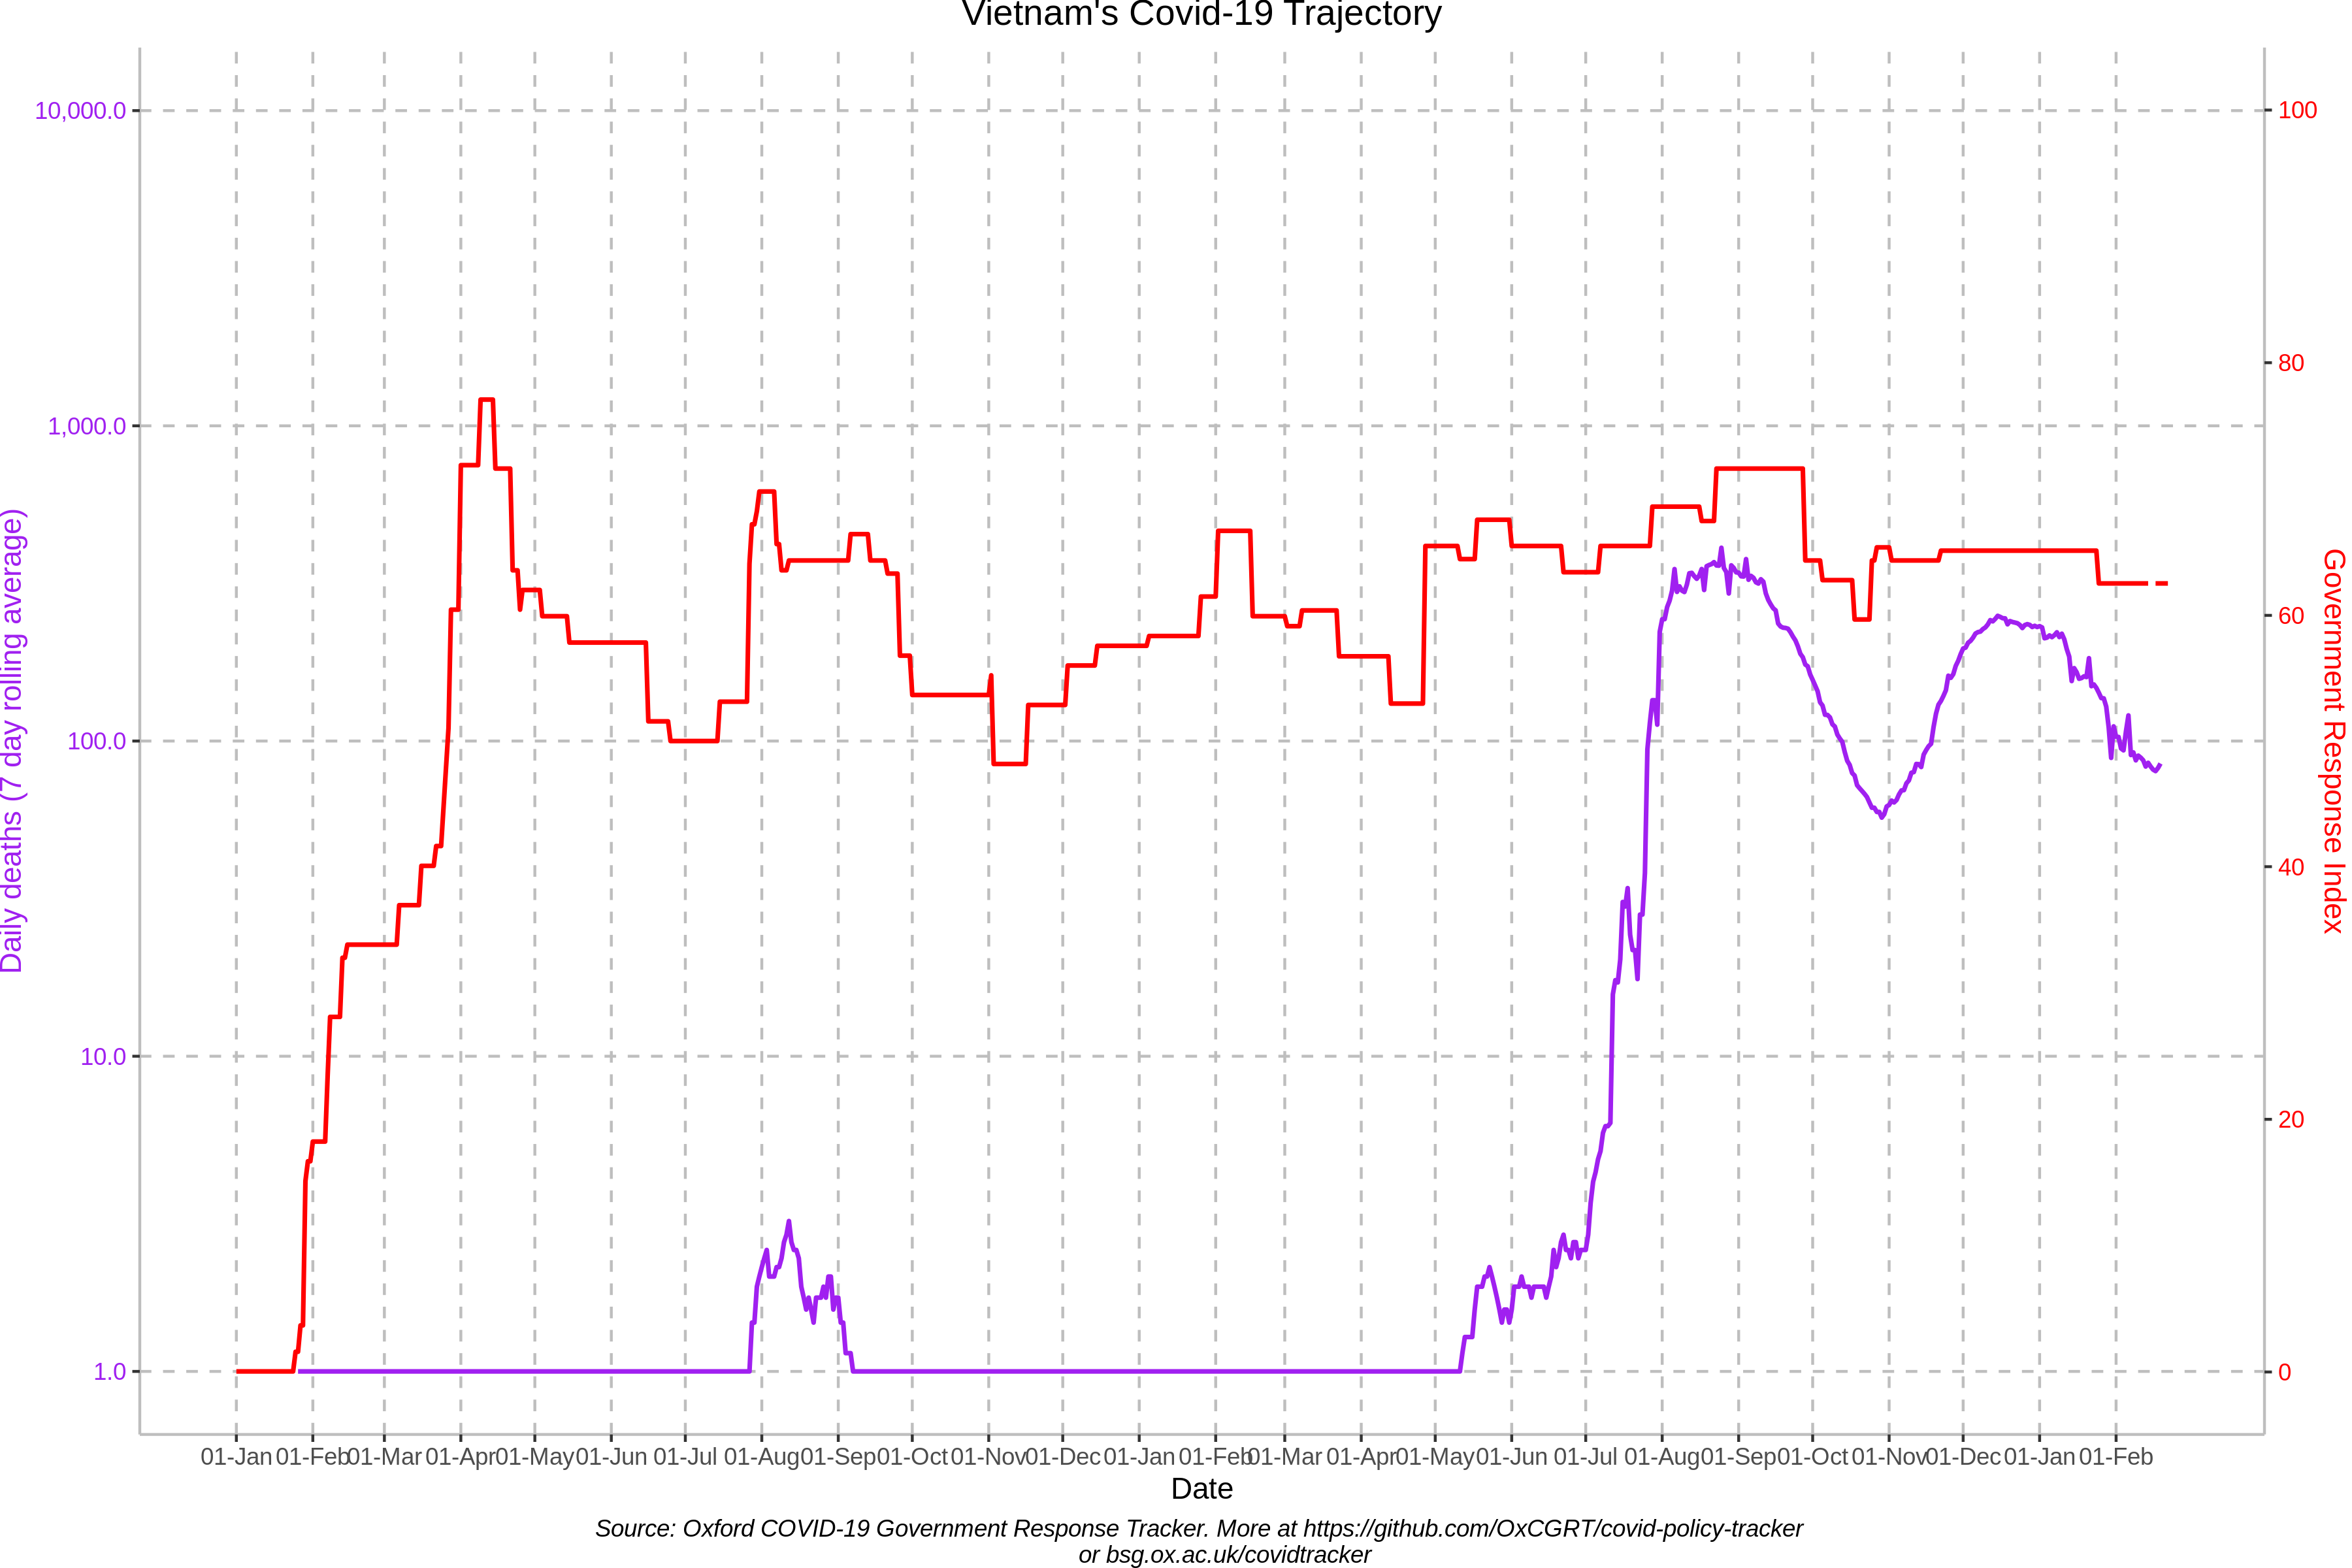 Vietnam's Covid-19 Trajectory
10,000.0
1,000.0
100.0
10.0
1.0
Daily deaths (7 day rolling average)
100
80
60
40
20
0
Government Response Index
01-Jan 01-Feb 01-Mar 01-Apr 01-May 01-Jun 01-Jul 01-Aug 01-Sep 01-Oct 01-Nov 01-Dec 01-Jan 01-Feb 01-Mar 01-Apr 01-May 01-Jun 01-Jul 01-Aug 01-Sep 01-Oct 01-Nov 01-Dec 01-Jan 01-Feb
Date
Source: Oxford COVID-19 Government Response Tracker. More at https://github.com/OxCGRT/covid-policy-tracker
or bsg.ox.ac.uk/covidtracker